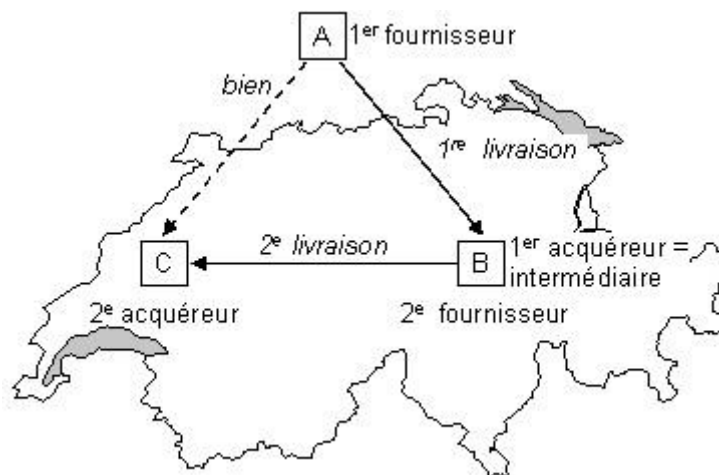 A
1er fournisseur
bien
1re livraison
C
2e livraison
B
1er acquéreur =
intermédiaire
2e acquéreur
2e fournisseur